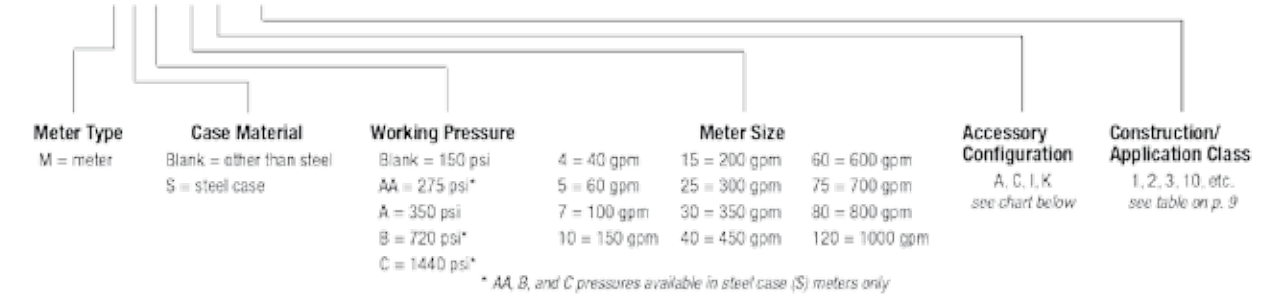 Meter Type
M = meter
Case Material
Blank = other than steel
S = steel case
Working Pressure
Blank = 150 psi
AA = 275 psi*
A = 350 psi
B = 720 psi*
C = 1440 psi*
Meter Size
4 = 40 gpm 15 = 200 gpm 60 = 600 gpm
5 = 60 gpm 25 = 300 gpm 75 = 700 gpm
7 = 100 gpm 30 = 350 gpm 80 = 800 gpm
10 = 150 gpm 40 = 450 gpm 120 = 1000 gpm
* AA, B, and C pressures available in steel case (S) meters only
Accessory
Configuration
A, C, I, K
see chart below
Construction/
Application Class
1, 2, 3, 10, etc.
see table on p. 9